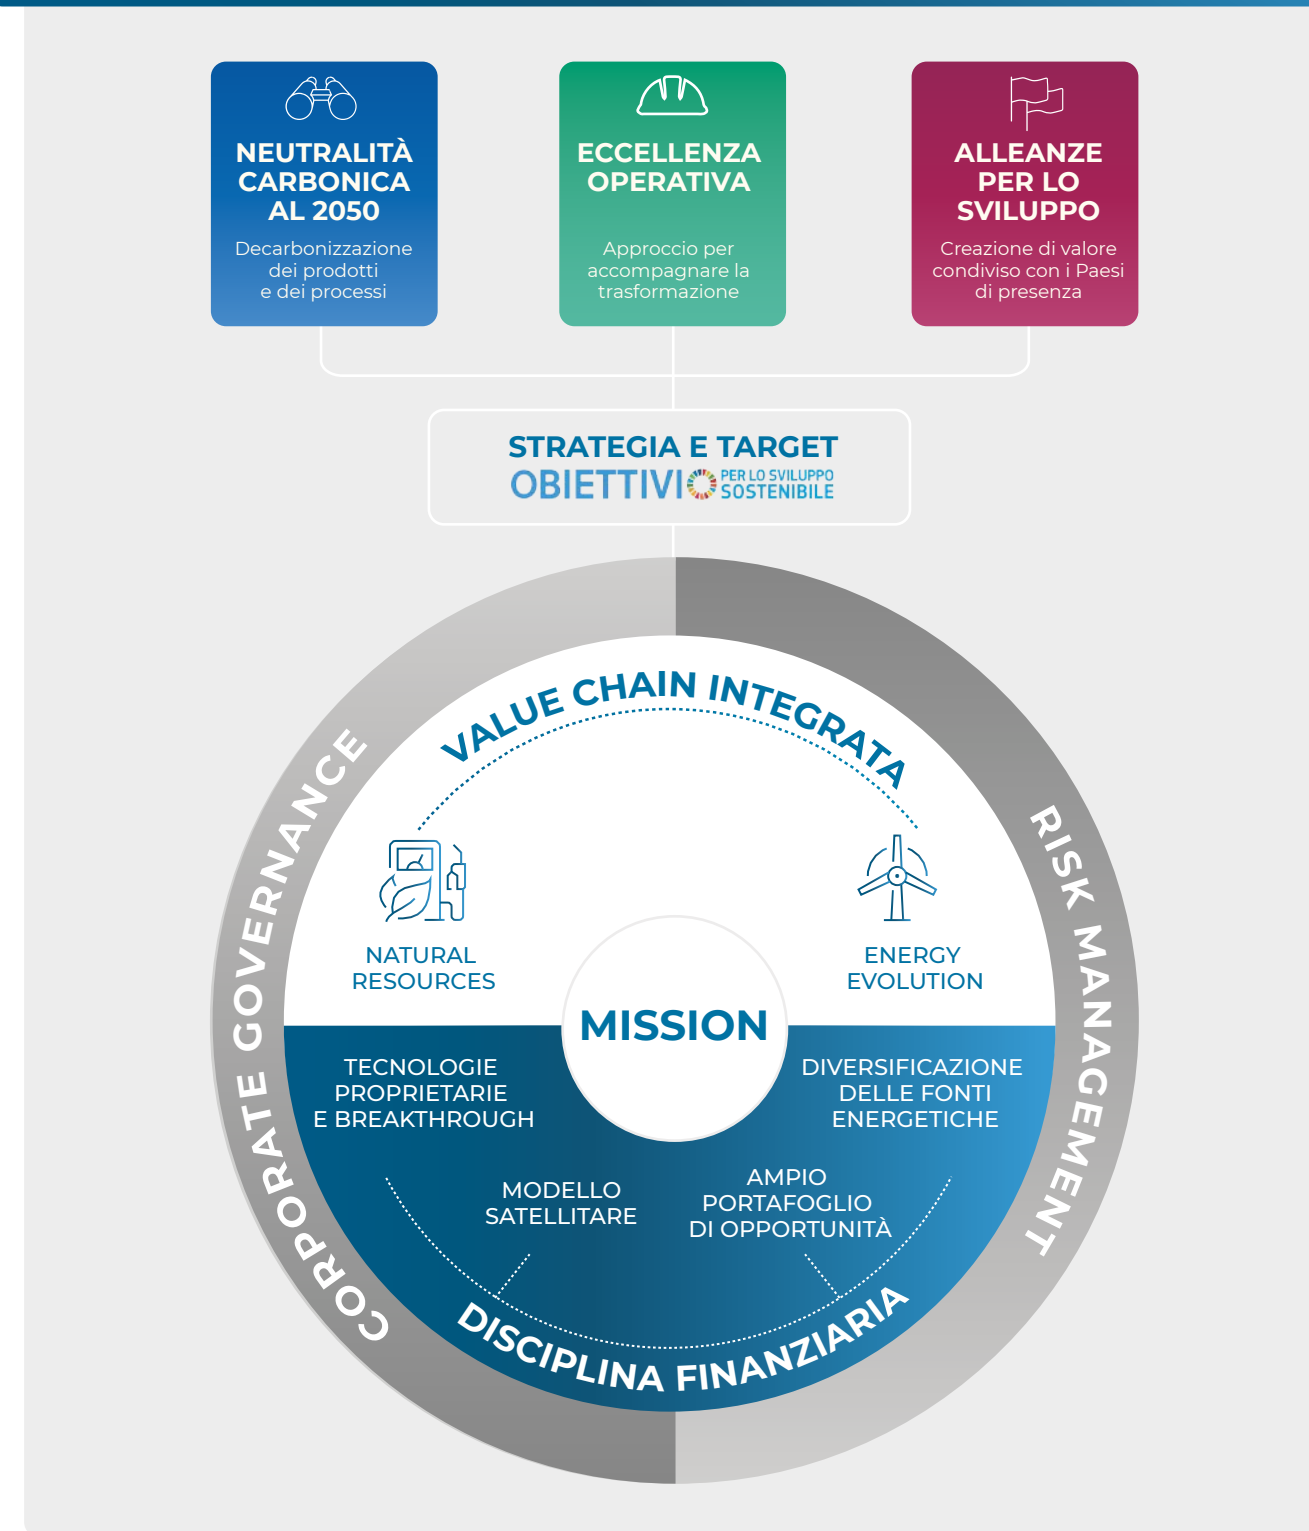 NEUTRALITÀ
CARBONICA
AL 2050
Decarbonizzazione
dei prodotti
e dei processi
ECCELLENZA
OPERATIVA
Approccio per
accompagnare la
trasformazione
ALLEANZE
PER LO
SVILUPPO
Creazione di valore
condiviso con i Paesi
di presenza
STRATEGIA E TARGET
OBIETTIVI PER LO SVILUPPO
SOSTENIBILE
CORPORATE GOVERNANCE
RISK MANAGEMENT
VALUE CHAIN INTEGRATA
NATURAL
RESOURCES
ENERGY
EVOLUTION
MISSION
TECNOLOGIE
PROPRIETARIE
E BREAKTHROUGH
DIVERSIFICAZIONE
DELLE FONTI
ENERGETICHE
MODELLO
SATELLITARE
AMPIO
PORTAFOGLIO
DI OPPORTUNITÀ
DISCIPLINA FINANZIARIA